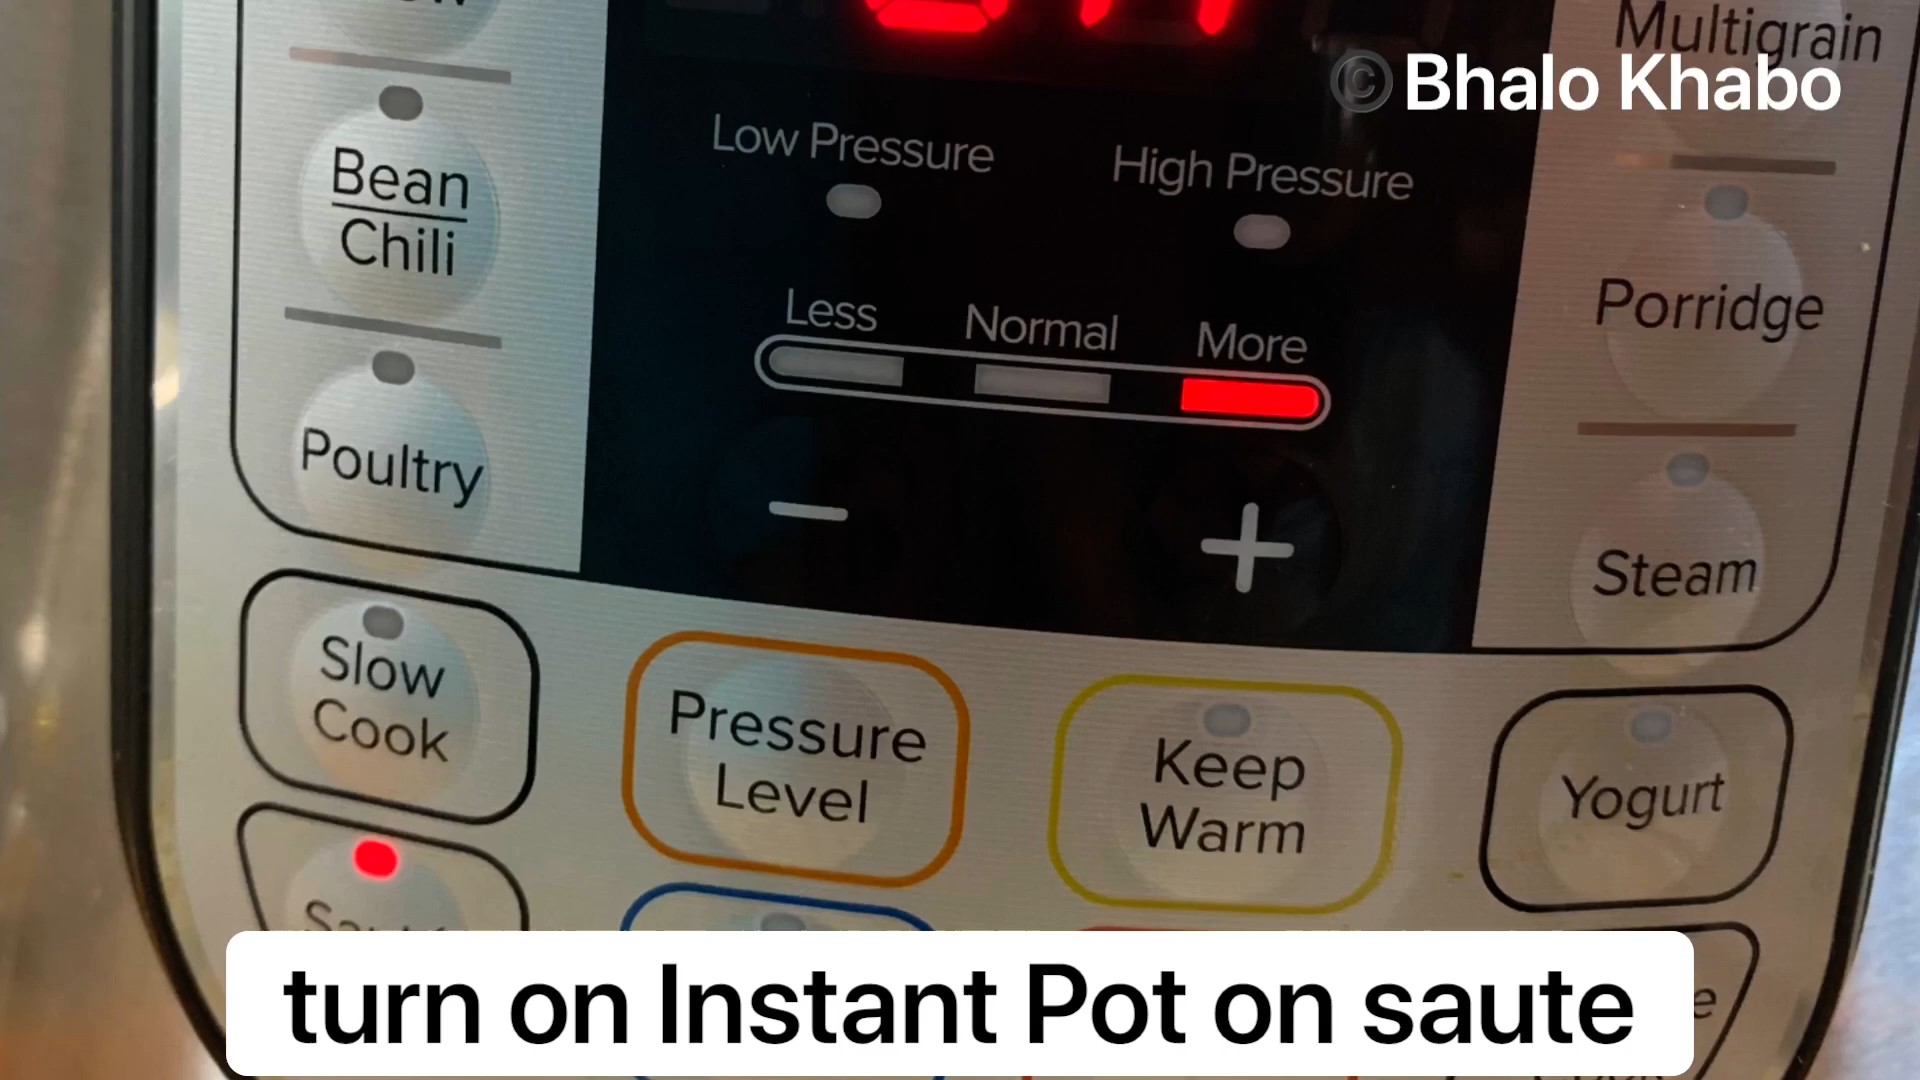 Multigrain
© Bhalo Khabo
Low Pressure
High Pressure
Bean
Chili
Less
Normal
More
Porridge
Poultry
− +
Steam
Slow
Cook
Pressure
Level
Keep
Warm
Yogurt
turn on Instant Pot on saute